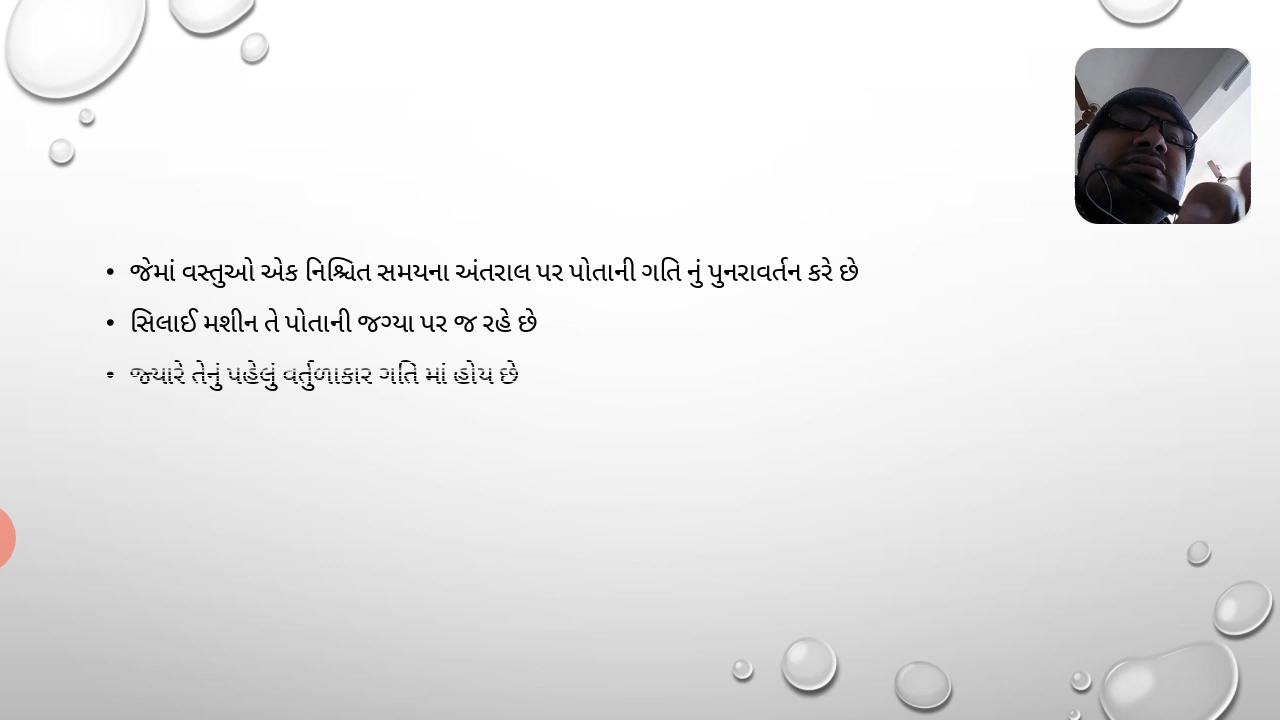 • જેમાં વસ્તુઓ એક નિશ્ચિત સમયના અંતરાલ પર પોતાની ગતિ નું પુનરાવર્તન કરે છે
• સિલાઈ મશીન તે પોતાની જગ્યા પર જ રહે છે
• જ્યારે તેનું પહેલું વર્તુળાકાર ગતિ માં હોય છે